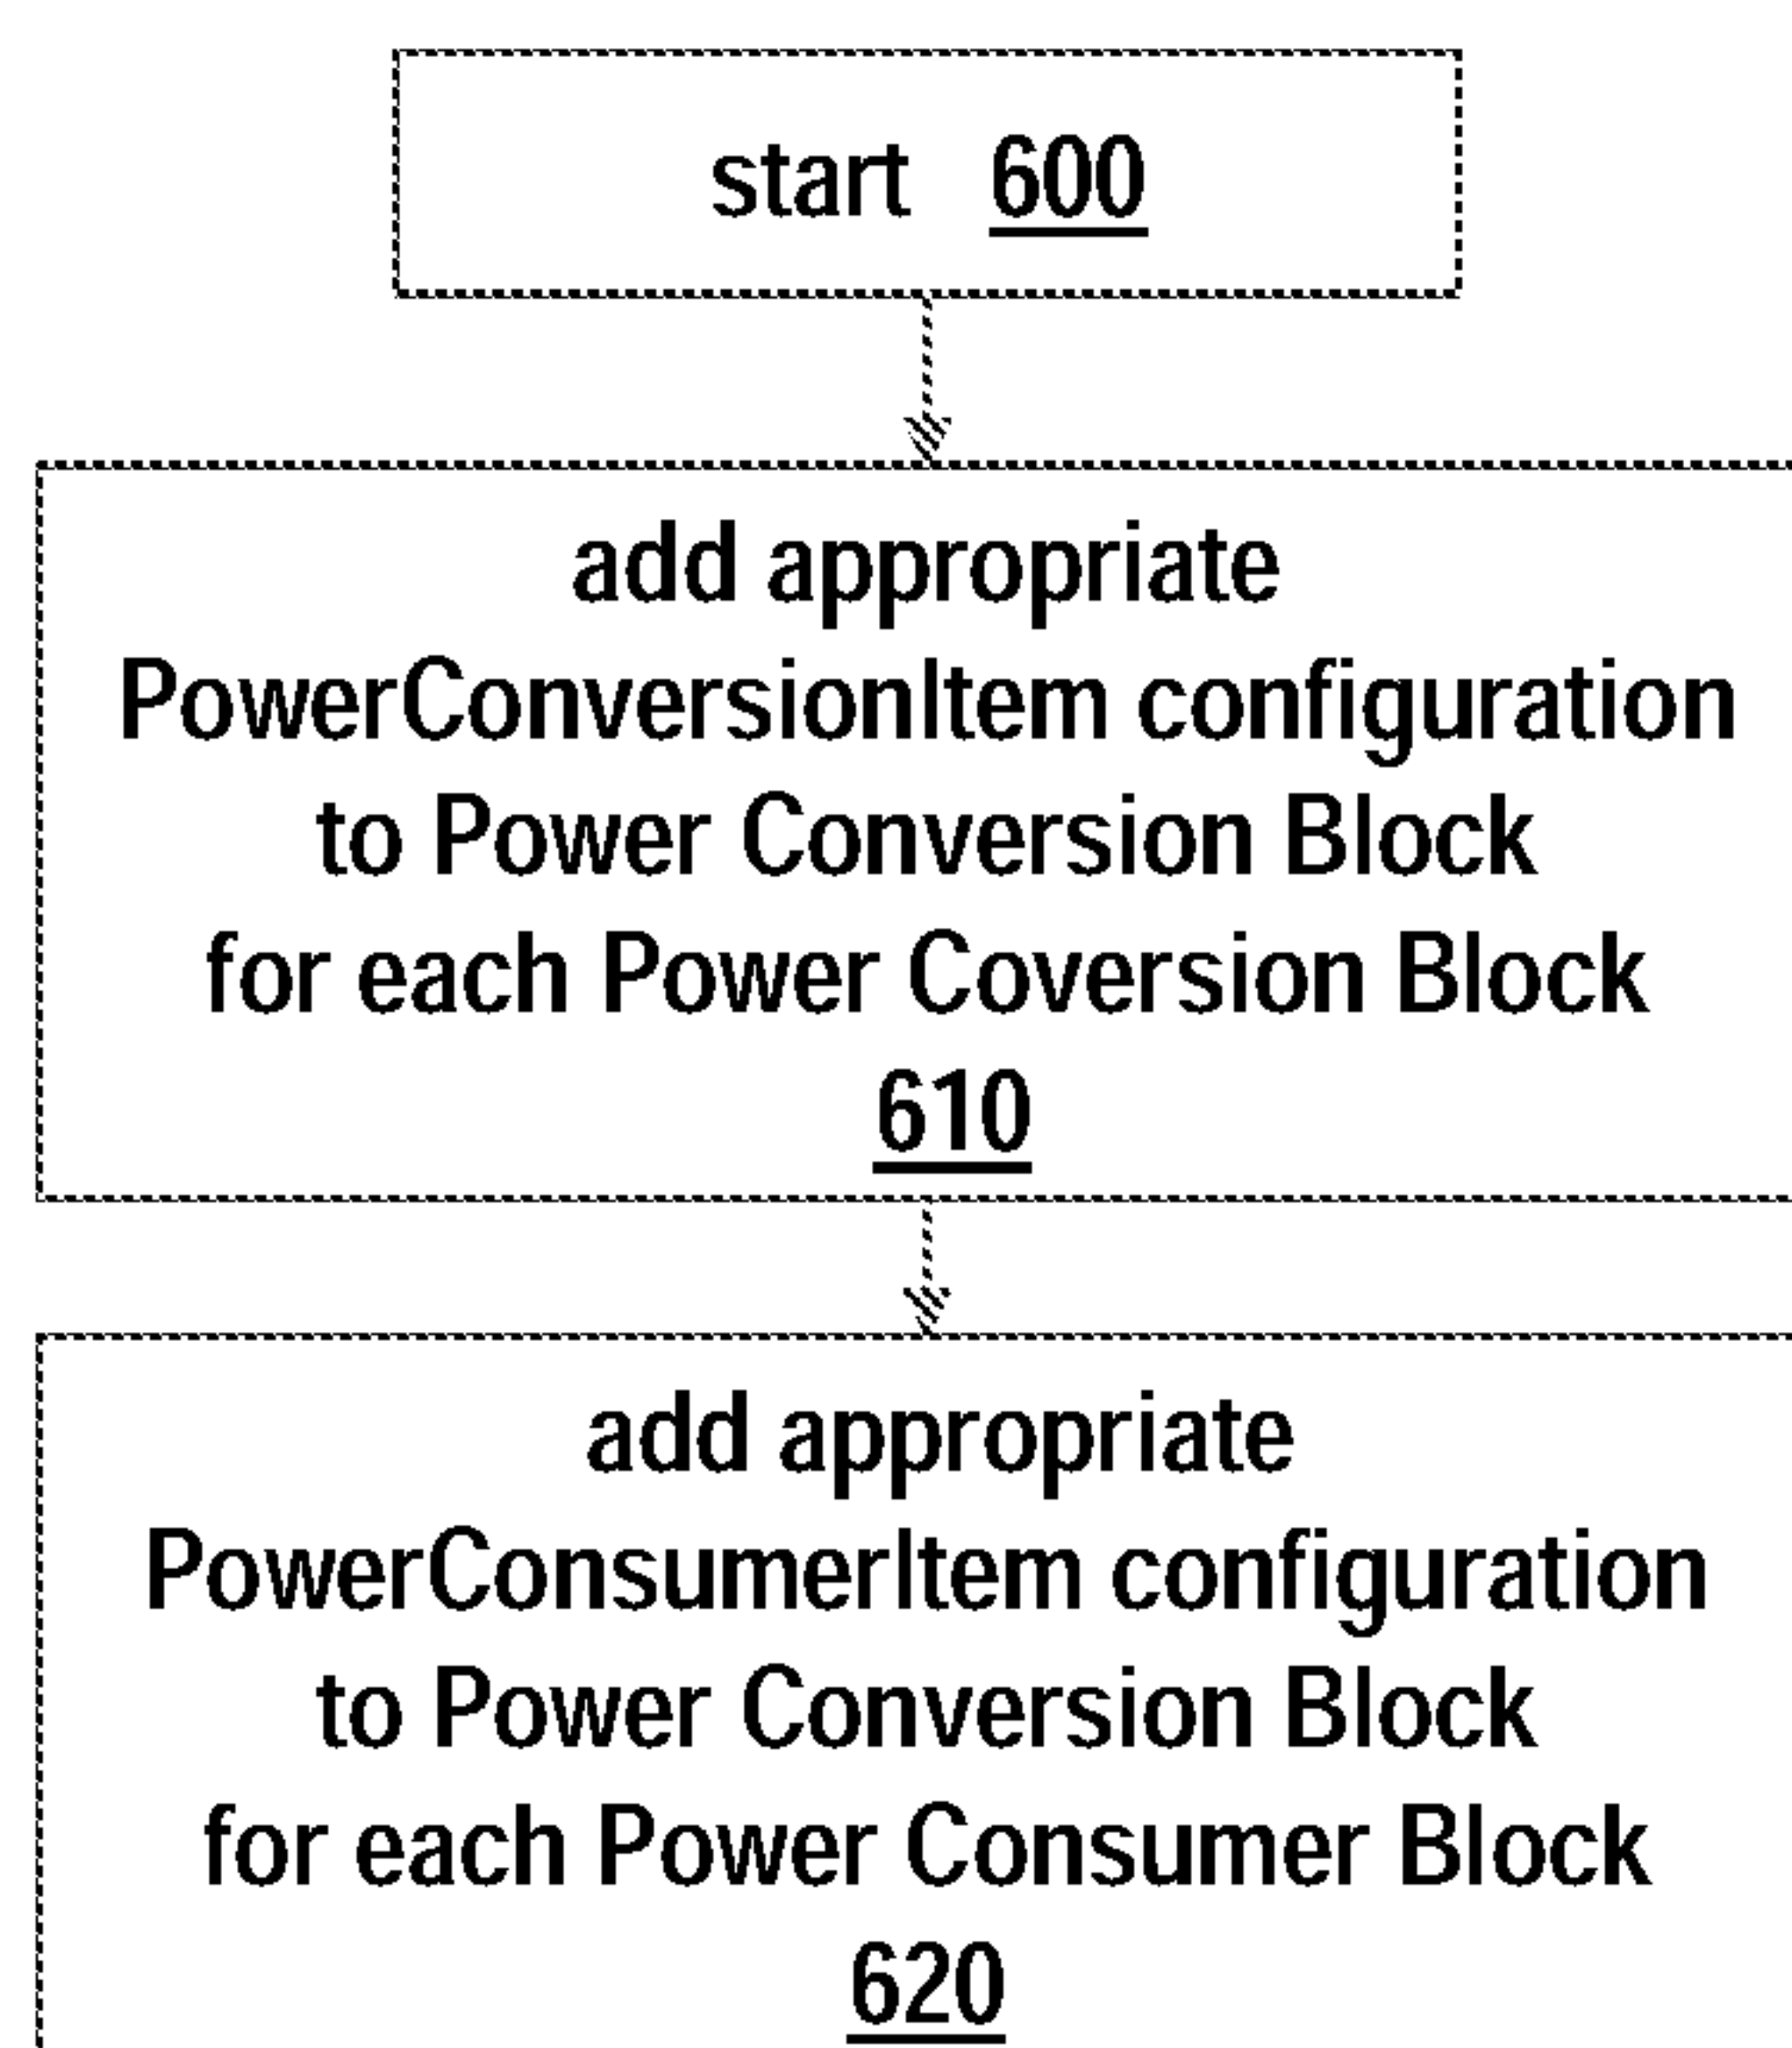 start 600
add appropriate
PowerConversionItem configuration
to Power Conversion Block
for each Power Coversion Block
610
add appropriate
PowerConsumerItem configuration
to Power Conversion Block
for each Power Consumer Block
620